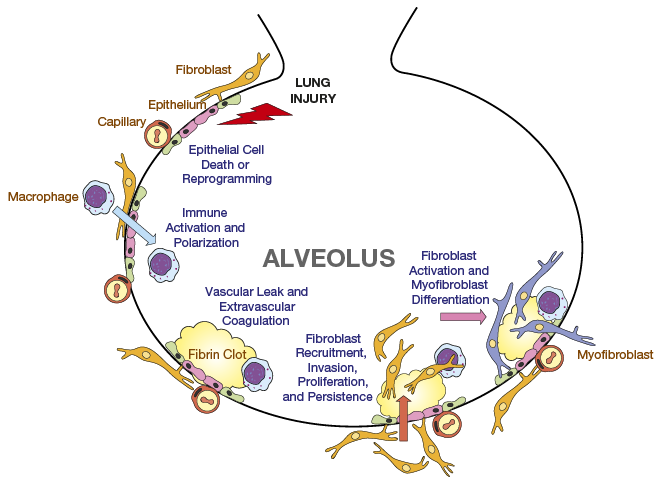 Fibroblast
LUNG
INJURY
Epithelium
Capillary
Epithelial Cell
Death or
Reprogramming
Macrophage
Immune
Activation and
Polarization
ALVEOLUS
Fibroblast
Activation and
Myofibroblast
Differentiation
Vascular Leak and
Extravascular
Coagulation
Fibrin Clot
Fibroblast
Recruitment,
Invasion,
Proliferation,
and Persistence
Myofibroblast